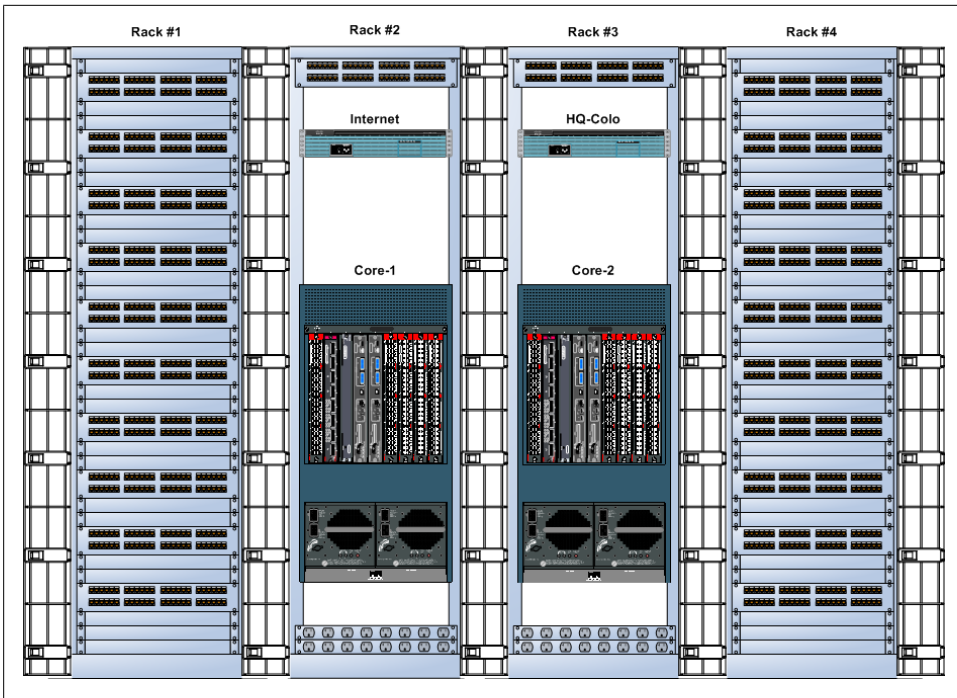 Rack #1
Rack #2
Rack #3
Rack #4
Internet
HQ-Colo
Core-1
Core-2